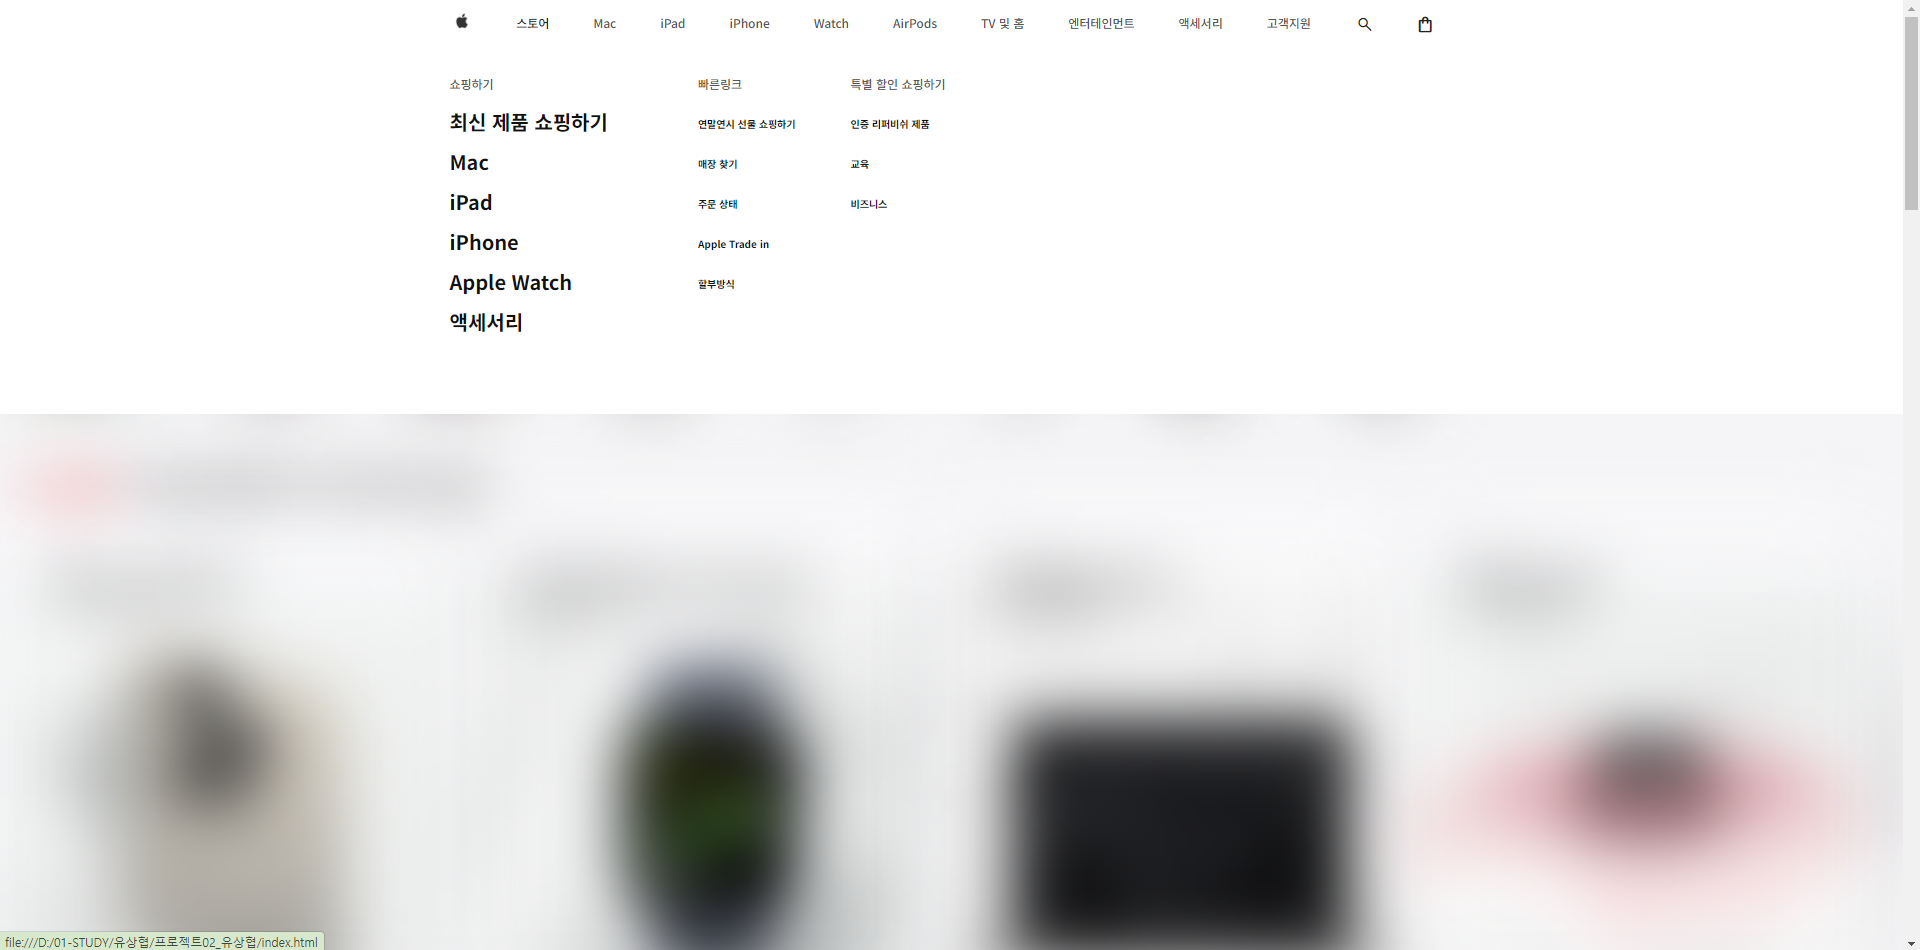 스토어 Mac iPad iPhone Watch AirPods TV 및 홈 엔터테인먼트 액세서리 고객지원
쇼핑하기
최신 제품 쇼핑하기
Mac
iPad
iPhone
Apple Watch
액세서리
빠른링크
연말연시 선물 쇼핑하기
매장 찾기
주문 상태
Apple Trade in
할부방식
특별 할인 쇼핑하기
인증 리퍼비쉬 제품
교육
비즈니스
file:///D:/01-STUDY/유상협/프로젝트02_유상협/index.html